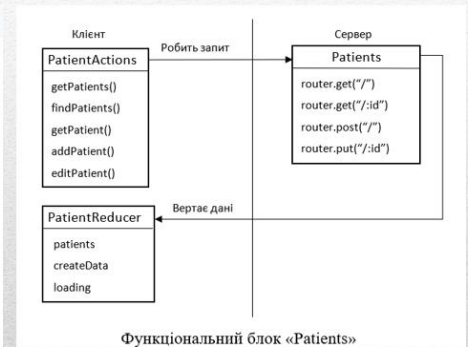 Клієнт
Сервер
PatientActions
Робить запит
Patients
getPatients()
findPatients()
getPatient()
addPatient()
editPatient()
router.get(“/”)
router.get(“/:id”)
router.post(“/”)
router.put(“/:id”)
PatientReducer
Вертає дані
patients
createData
loading
Функціональний блок «Patients»